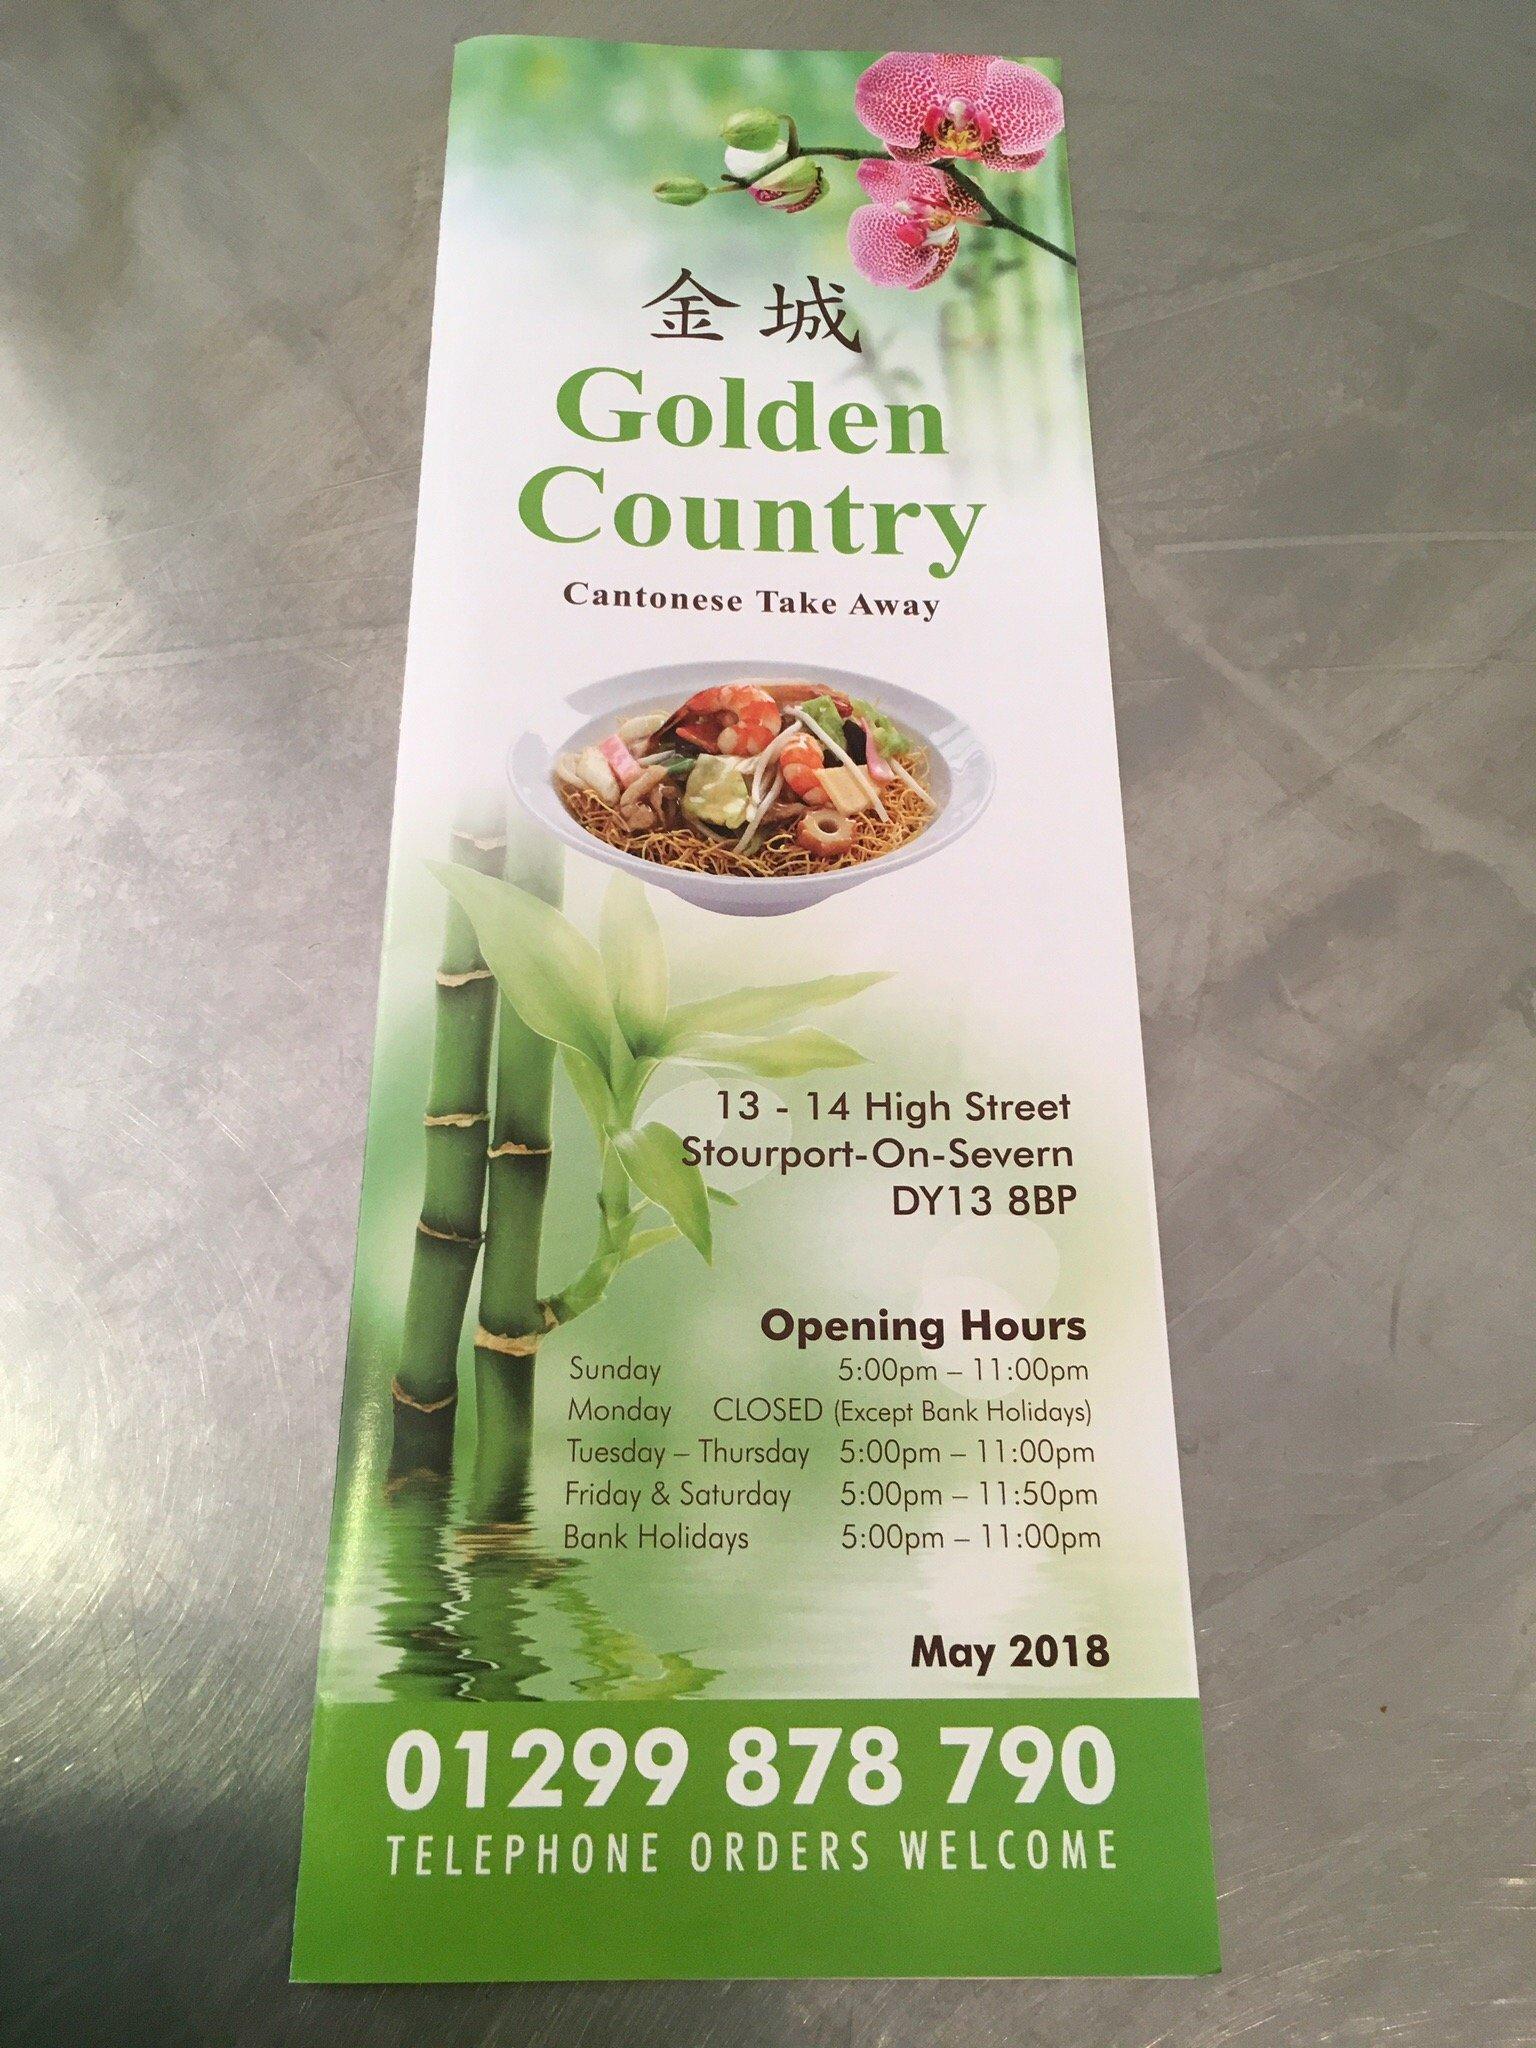 金城
Golden
Country
Cantonese Take Away
13 - 14 High Street
Stourport-On-Severn
DY13 8BP
Opening Hours
Sunday 5:00pm – 11:00pm
Monday CLOSED (Except Bank Holidays)
Tuesday – Thursday 5:00pm – 11:00pm
Friday & Saturday 5:00pm – 11:50pm
Bank Holidays 5:00pm – 11:00pm
May 2018
01299 878 790
TELEPHONE ORDERS WELCOME